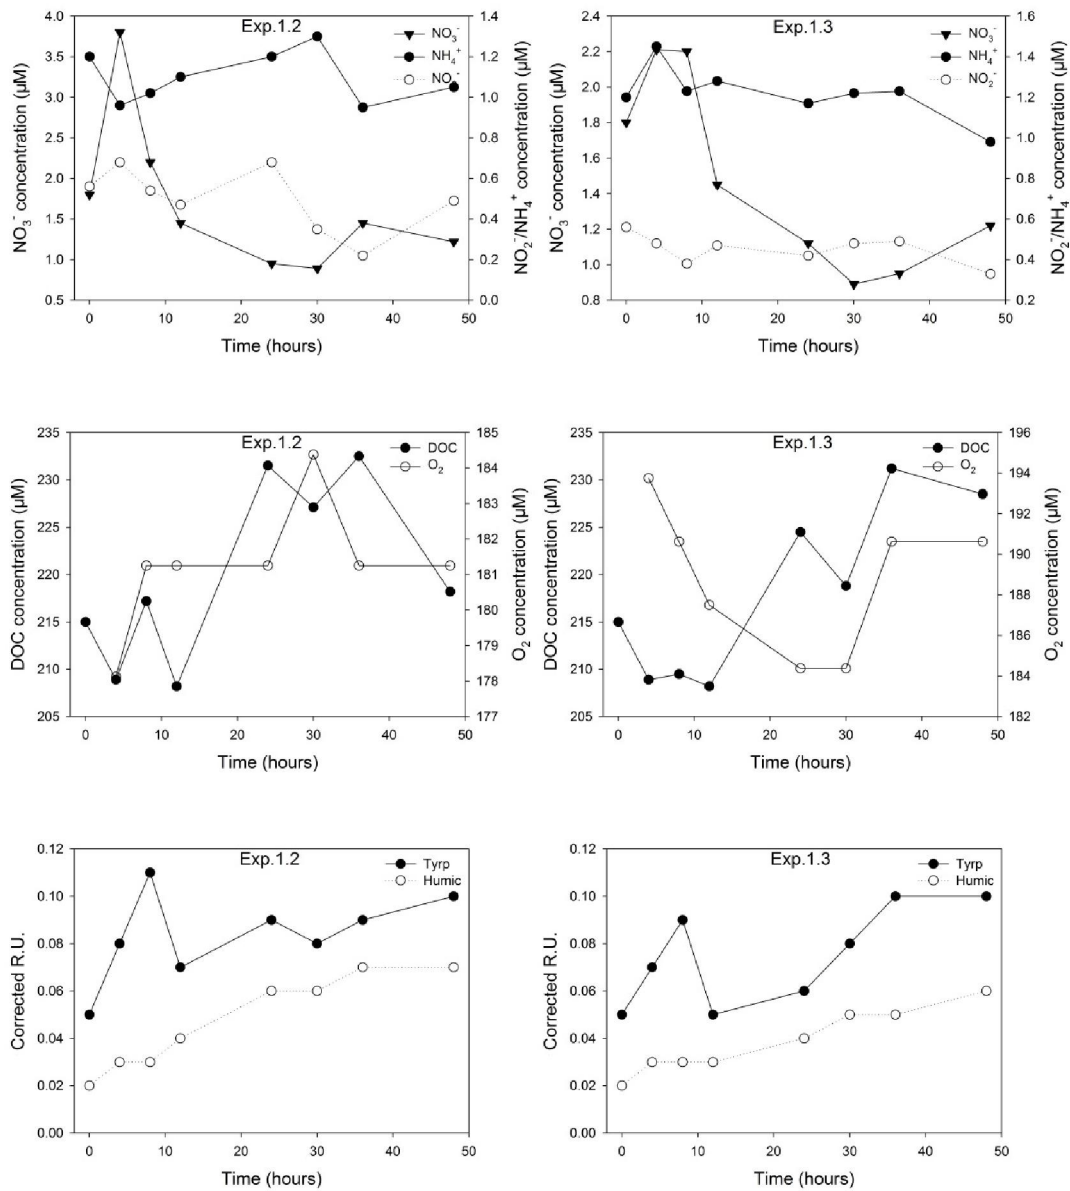 Exp.1.2
NO3-
NH4+
NO2-
NO3- concentration (µM)
4.0
3.5
3.0
2.5
2.0
1.5
1.0
0.5
1.4
1.2
1.0
0.8
0.6
0.4
0.2
0.0
NO2-/NH4+ concentration (µM)
0 10 20 30 40 50
Time (hours)
Exp.1.3
NO3-
NH4+
NO2-
NO3- concentration (µM)
2.4
2.2
2.0
1.8
1.6
1.4
1.2
1.0
0.8
1.6
1.4
1.2
1.0
0.8
0.6
0.4
0.2
NO2-/NH4+ concentration (µM)
0 10 20 30 40 50
Time (hours)
Exp.1.2
DOC
O2
DOC concentration (µM)
235
230
225
220
215
210
205
185
184
183
182
181
180
179
178
177
O2 concentration (µM)
0 10 20 30 40 50
Time (hours)
Exp.1.3
DOC
O2
DOC concentration (µM)
235
230
225
220
215
210
205
196
194
192
190
188
186
184
182
O2 concentration (µM)
0 10 20 30 40 50
Time (hours)
Exp.1.2
Tyrp
Humic
Corrected R.U.
0.12
0.10
0.08
0.06
0.04
0.02
0.00
0 10 20 30 40 50
Time (hours)
Exp.1.3
Tyrp
Humic
Corrected R.U.
0.12
0.10
0.08
0.06
0.04
0.02
0.00
0 10 20 30 40 50
Time (hours)